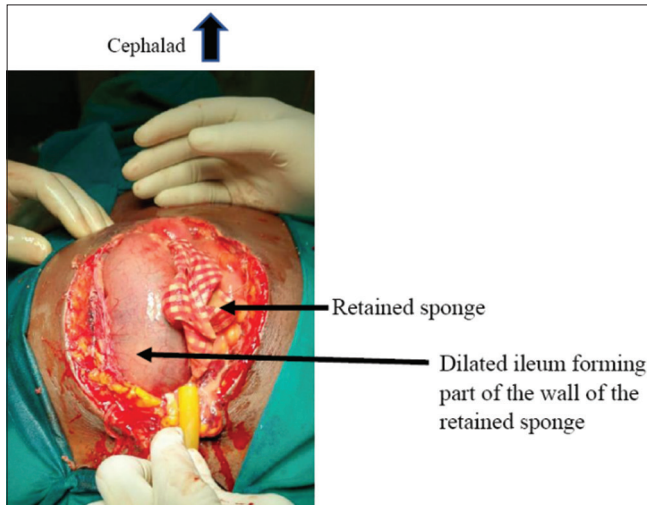 Cephalad
Retained sponge
Dilated ileum forming
part of the wall of the
retained sponge